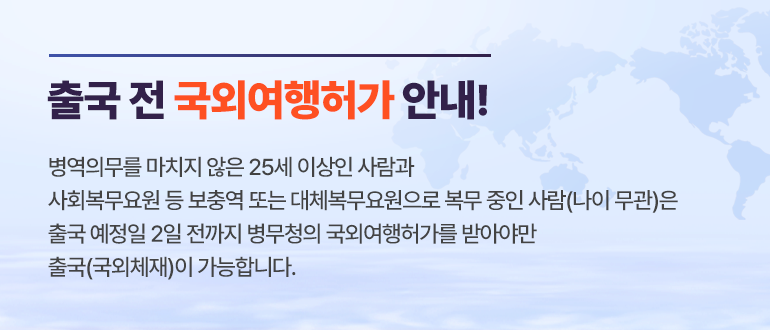 출국 전 국외여행허가 안내!
병역의무를 마치지 않은 25세 이상인 사람과
사회복무요원 등 보충역 또는 대체복무요원으로 복무 중인 사람(나이 무관)은
출국 예정일 2일 전까지 병무청의 국외여행허가를 받아야만
출국(국외체재)이 가능합니다.